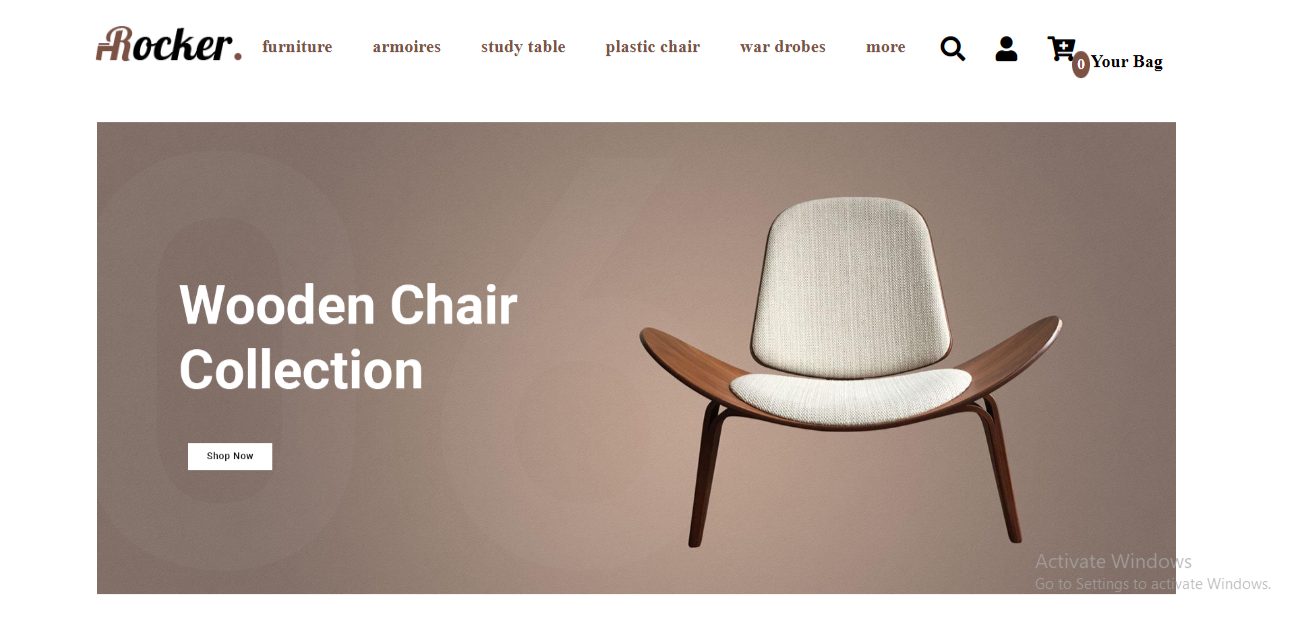 Rocker.
furniture armoires study table plastic chair war drobes more
0 Your Bag
06
Wooden Chair
Collection
Shop Now
Activate Windows
Go to Settings to activate Windows.